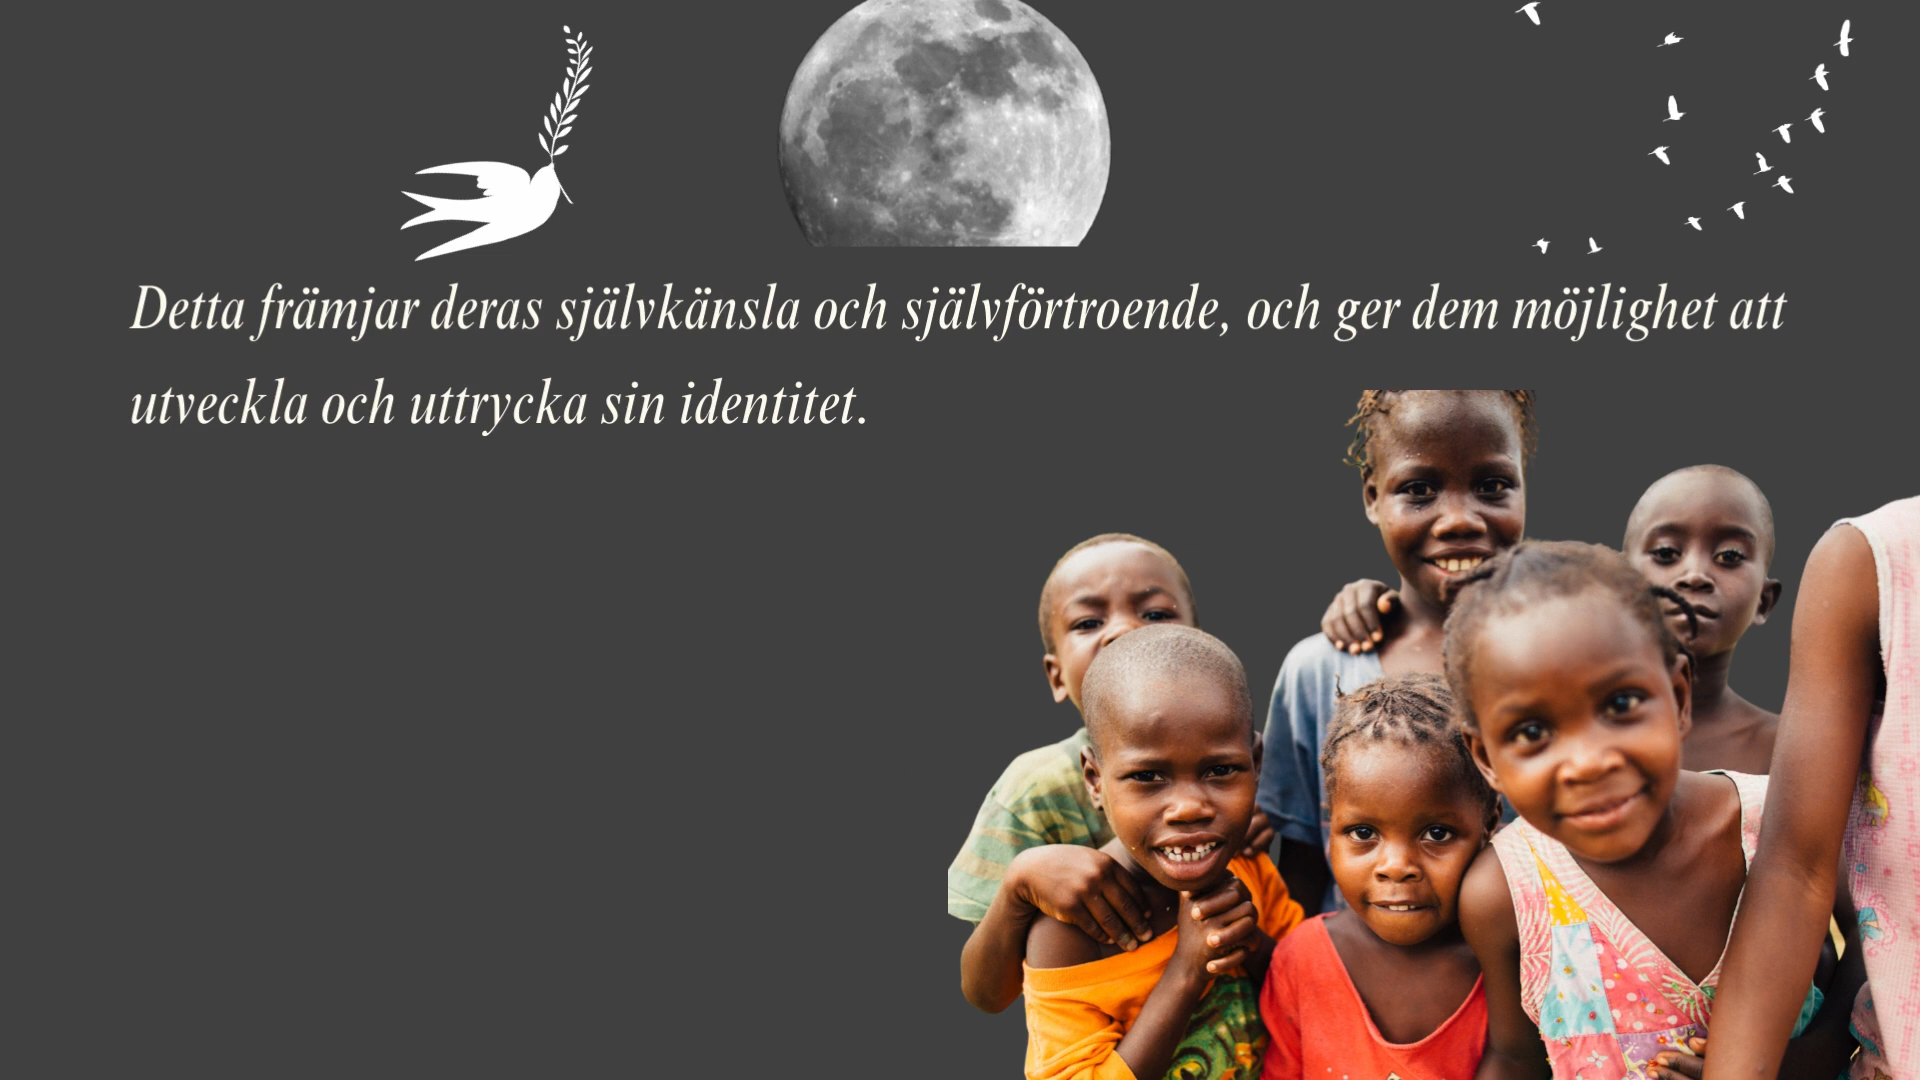 Detta främjar deras självkänsla och självförtroende, och ger dem möjlighet att
utveckla och uttrycka sin identitet.